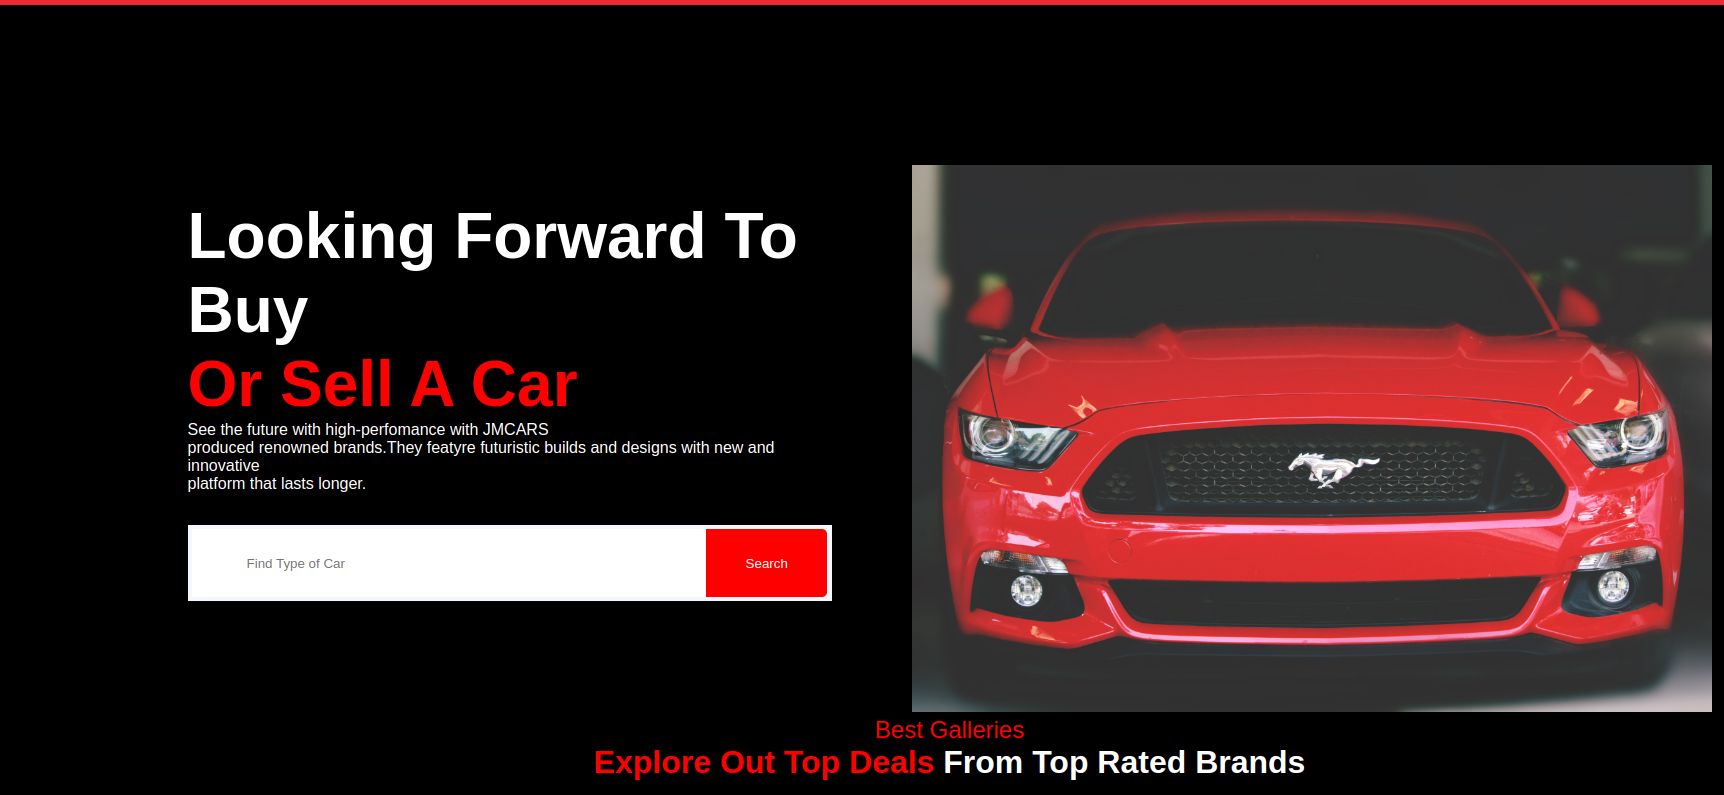 Looking Forward To
Buy
Or Sell A Car
See the future with high-perfomance with JMCARS
produced renowned brands.They featyre futuristic builds and designs with new and
innovative
platform that lasts longer.
Find Type of Car
Search
Best Galleries
Explore Out Top Deals From Top Rated Brands